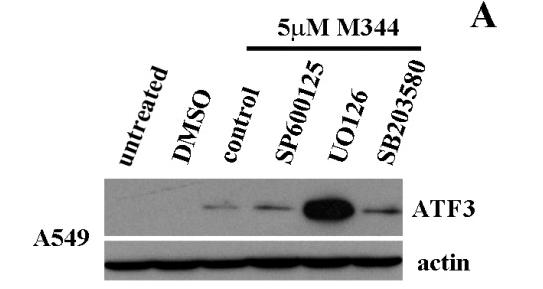 A
5μM M344
untreated
DMSO
control
SP600125
UO126
SB203580
ATF3
A549
actin